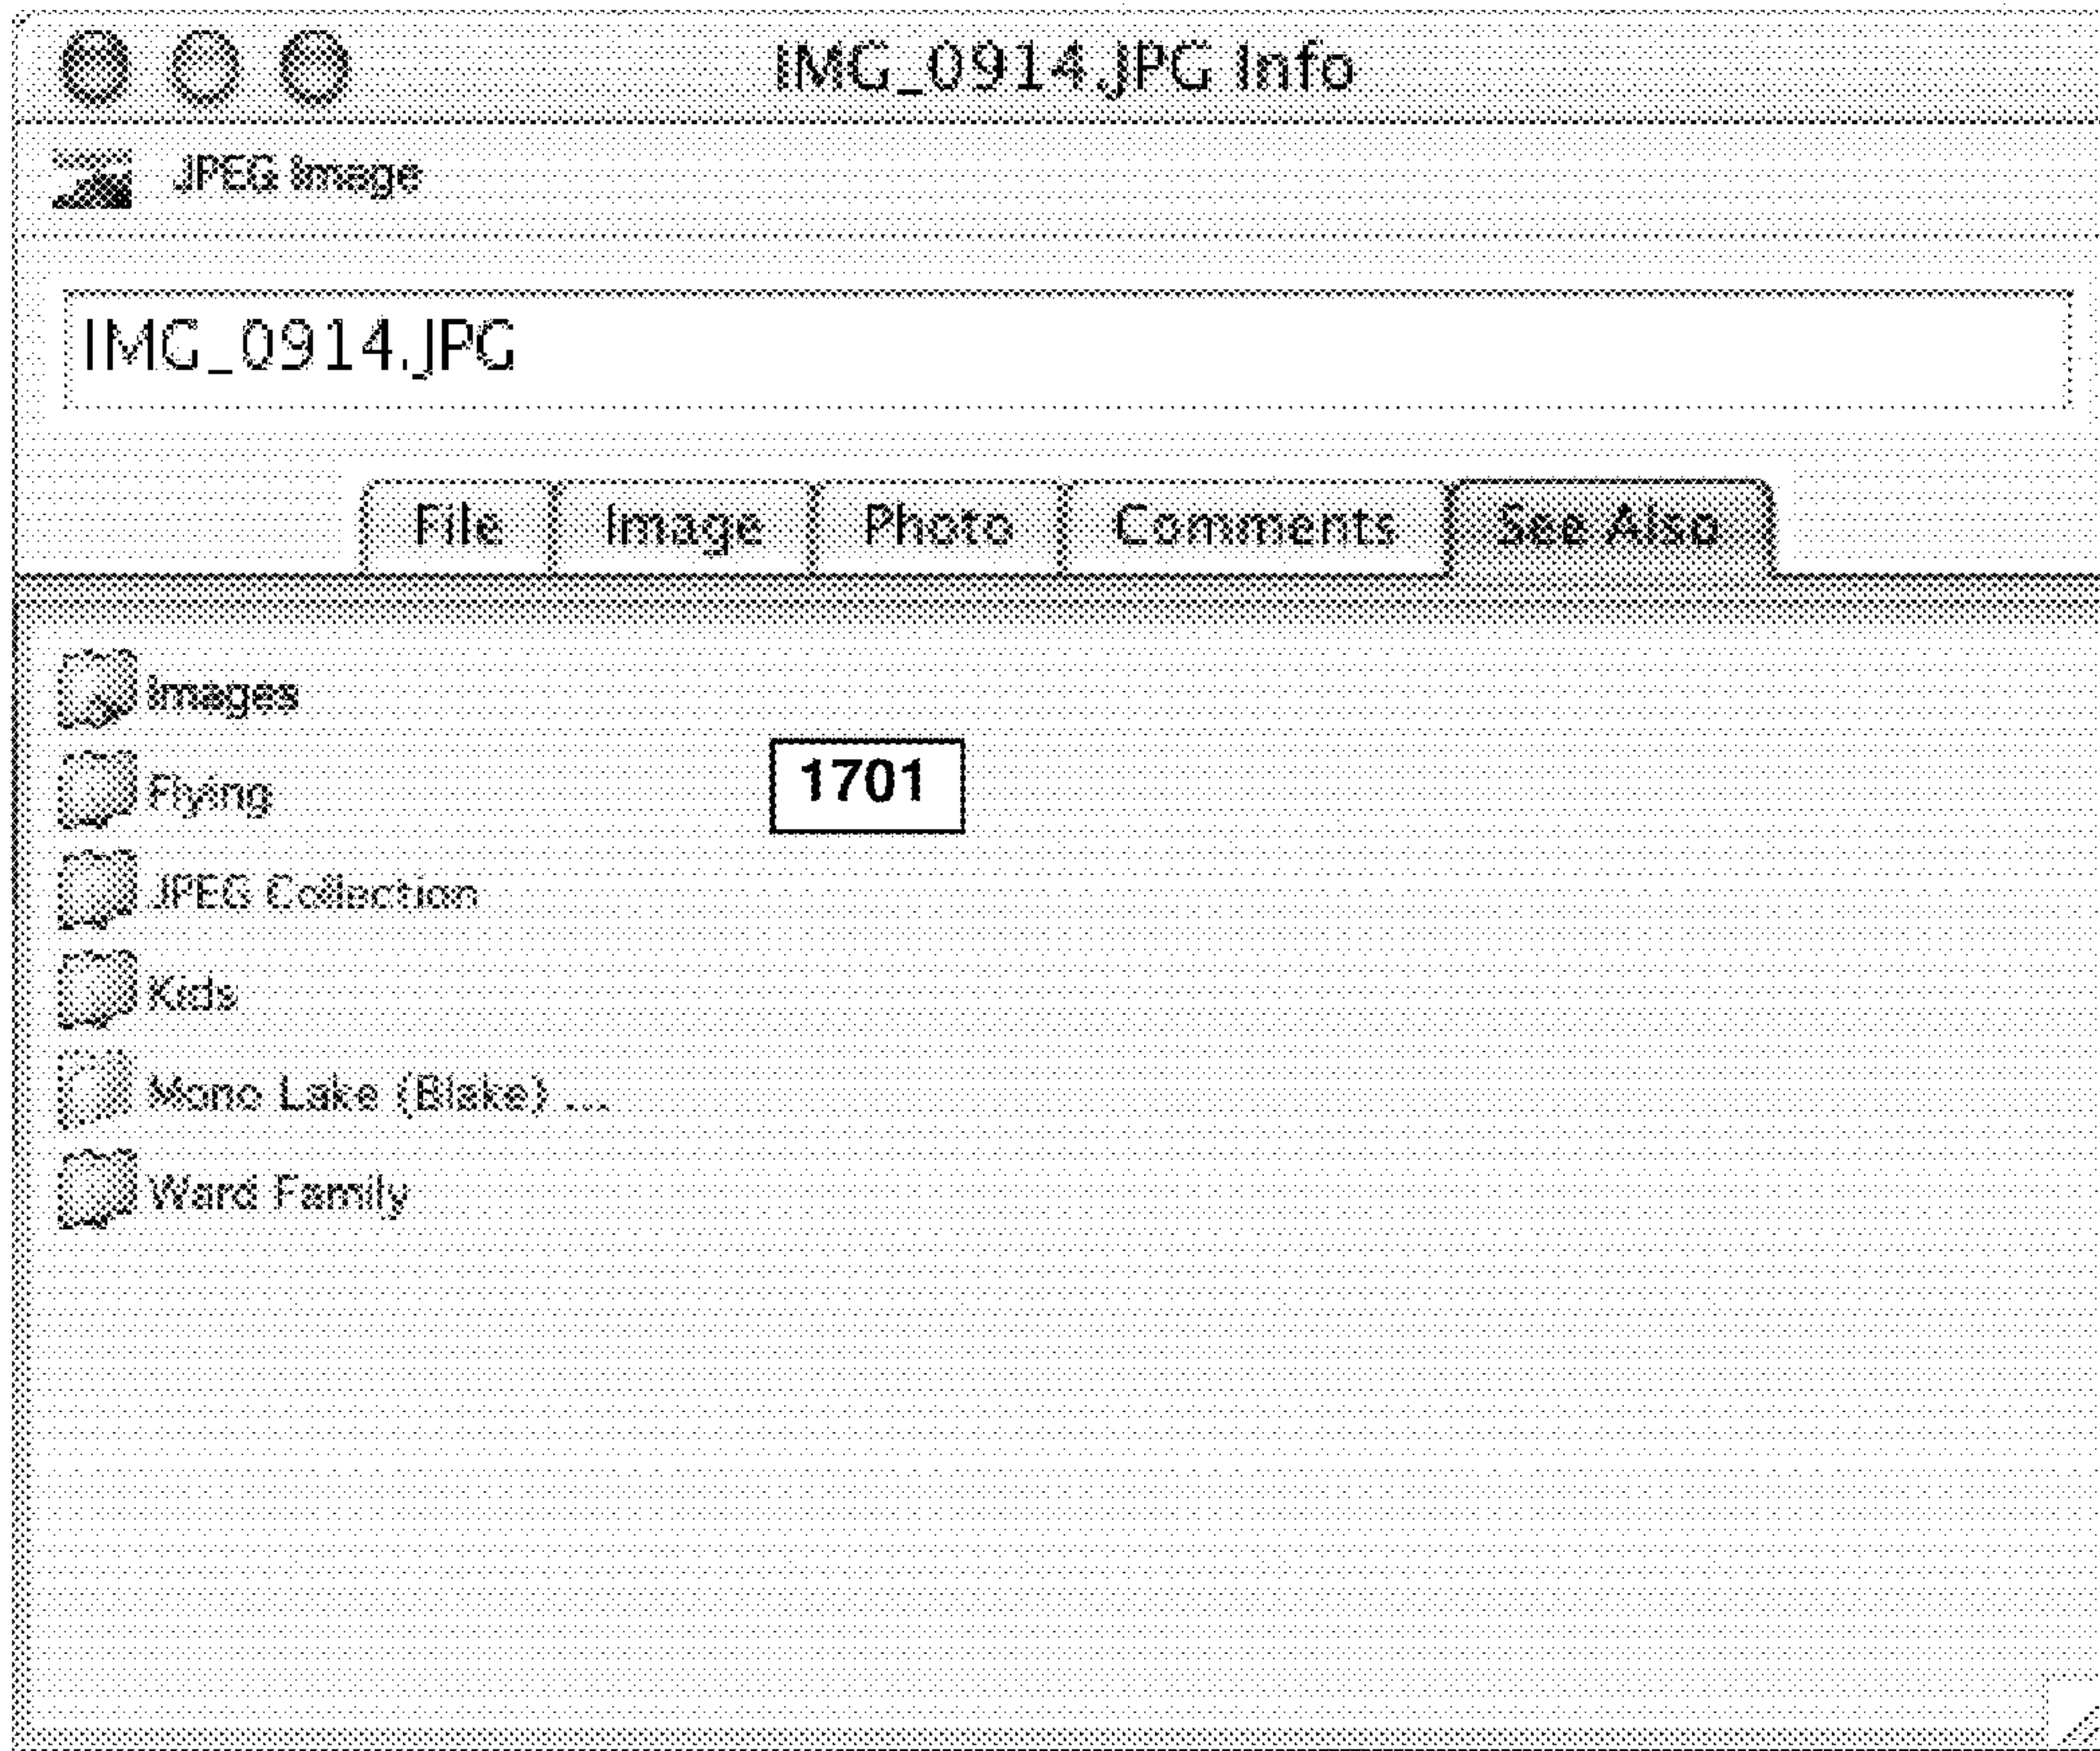 IMG_0914.JPG Info
JPEG Image
IMG_0914.JPG
File Image Photo Comments See Also
Images
Flying
1701
JPEG Collection
Kids
Mono Lake (Blake) ...
Ward Family